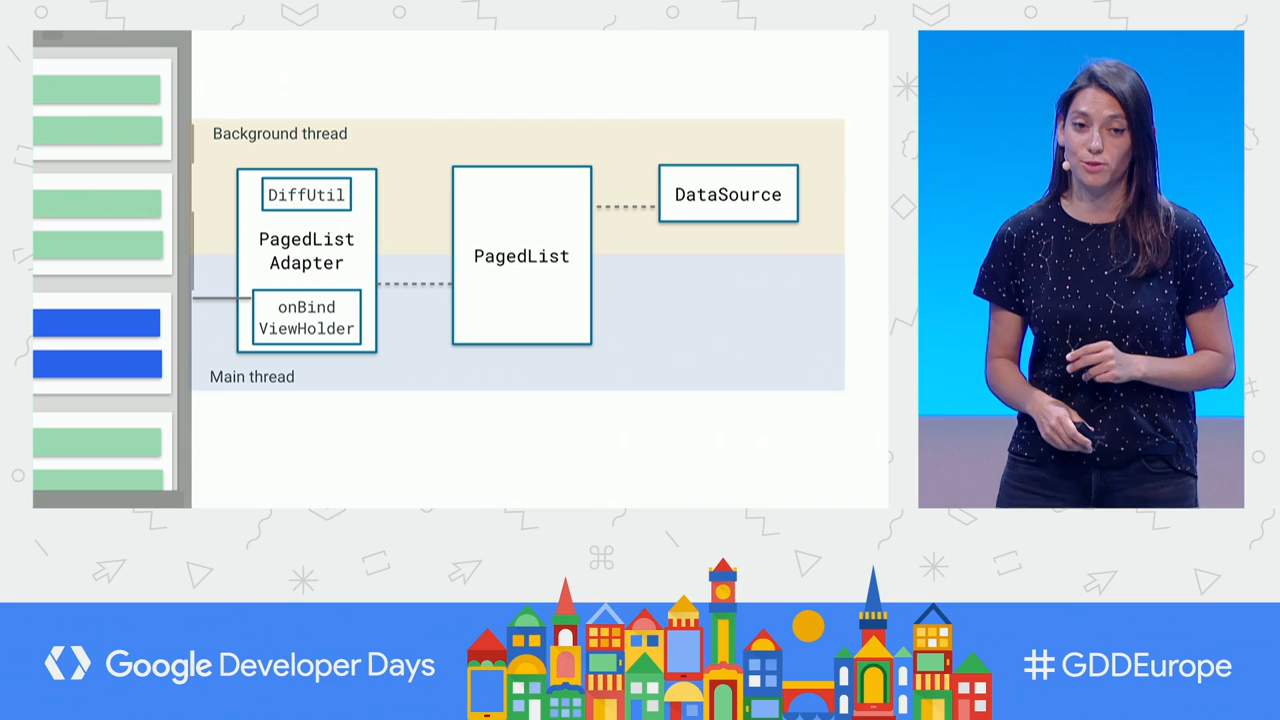 Background thread
DiffUtil
PagedList
Adapter
onBind
ViewHolder
PagedList
DataSource
Main thread
Google Developer Days
#GDDEurope